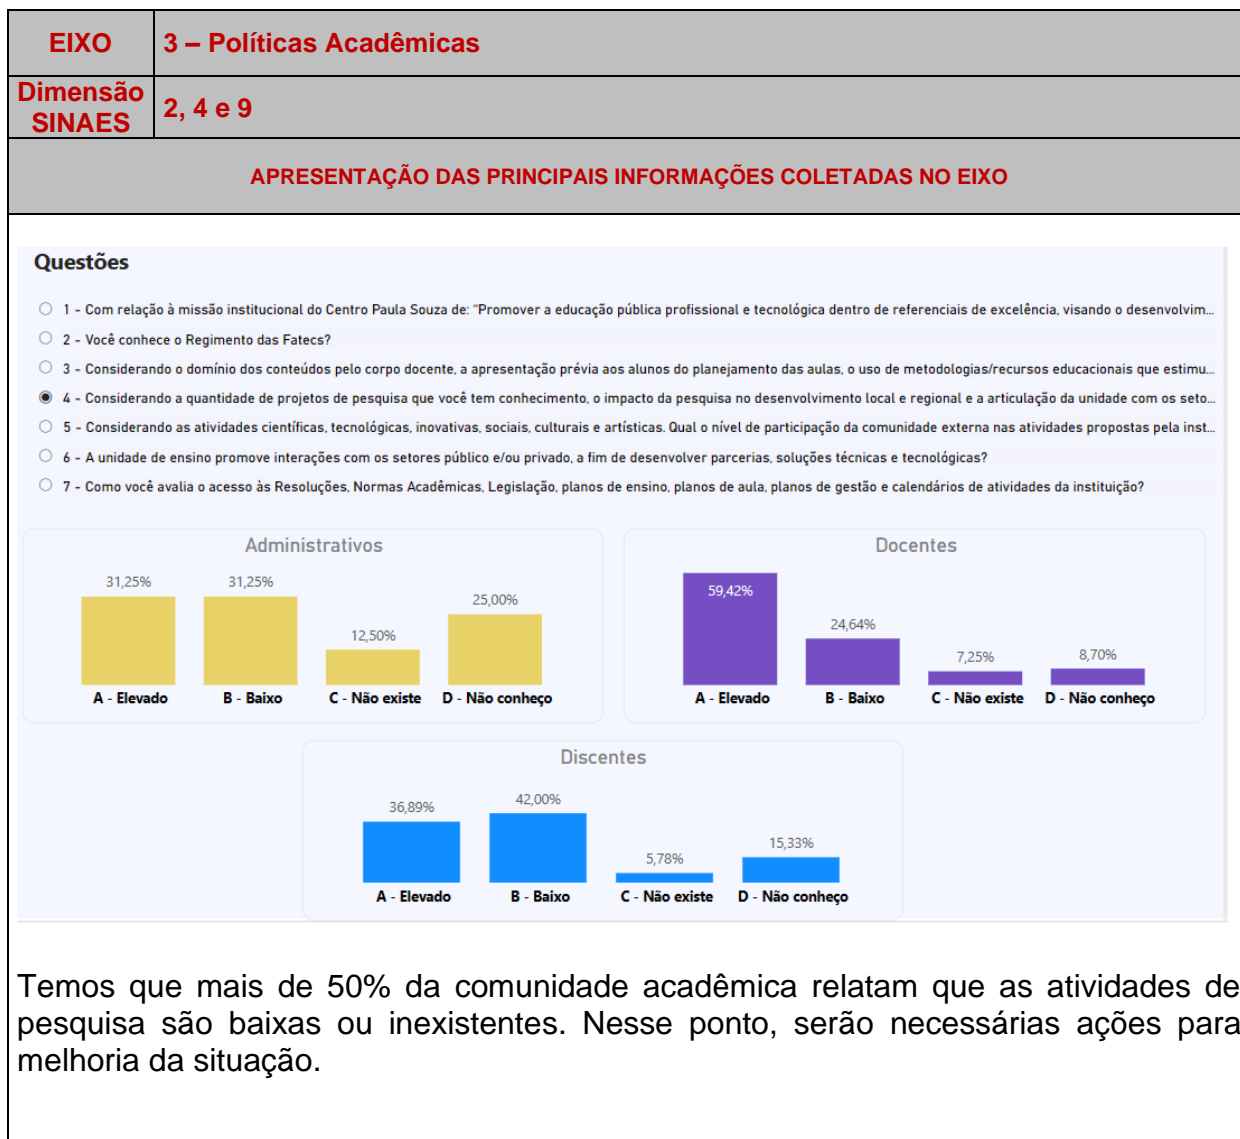 EIXO
3 – Políticas Acadêmicas
Dimensão
SINAES
2, 4 e 9
APRESENTAÇÃO DAS PRINCIPAIS INFORMAÇÕES COLETADAS NO EIXO
Questões
1 - Com relação à missão institucional do Centro Paula Souza de: “Promover a educação pública profissional e tecnológica dentro de referenciais de excelência, visando o desenvolvim...
2 - Você conhece o Regimento das Fatecs?
3 - Considerando o domínio dos conteúdos pelo corpo docente, a apresentação prévia aos alunos do planejamento das aulas, o uso de metodologias/recursos educacionais que estimu...
4 - Considerando a quantidade de projetos de pesquisa que você tem conhecimento, o impacto da pesquisa no desenvolvimento local e regional e a articulação da unidade com os seto...
5 - Considerando as atividades científicas, tecnológicas, inovativas, sociais, culturais e artísticas. Qual o nível de participação da comunidade externa nas atividades propostas pela inst...
6 - A unidade de ensino promove interações com os setores público e/ou privado, a fim de desenvolver parcerias, soluções técnicas e tecnológicas?
7 - Como você avalia o acesso às Resoluções, Normas Acadêmicas, Legislação, planos de ensino, planos de aula, planos de gestão e calendários de atividades da instituição?
Administrativos
31,25% 31,25% 12,50% 25,00%
A - Elevado B - Baixo C - Não existe D - Não conheço
Docentes
59,42% 24,64% 7,25% 8,70%
A - Elevado B - Baixo C - Não existe D - Não conheço
Discentes
36,89% 42,00% 5,78% 15,33%
A - Elevado B - Baixo C - Não existe D - Não conheço
Temos que mais de 50% da comunidade acadêmica relatam que as atividades de
pesquisa são baixas ou inexistentes. Nesse ponto, serão necessárias ações para
melhoria da situação.